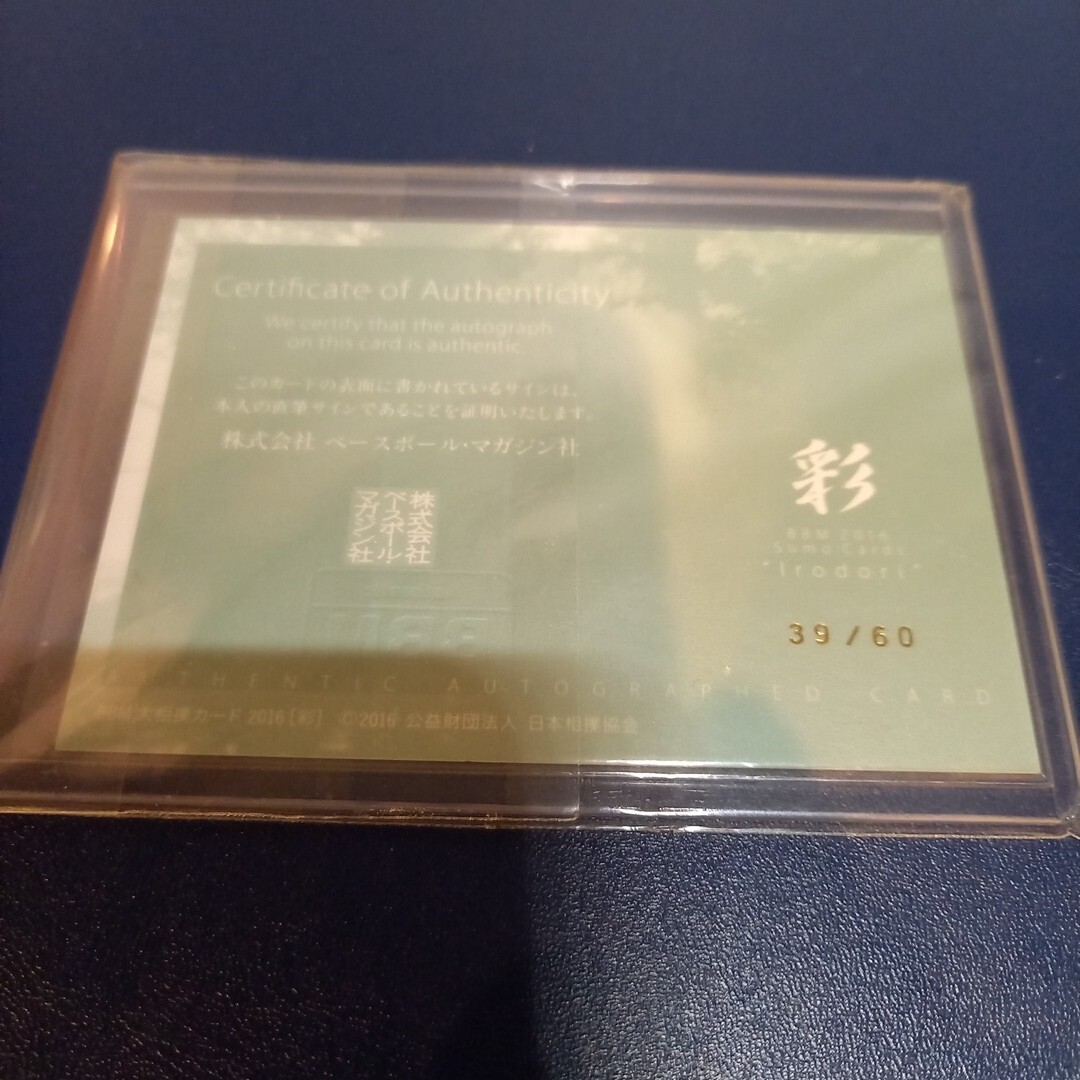 Certificate of Authenticity
We certify that the autograph
on this card is authentic.
このカードの表面に書かれているサインは、
本人の直筆サインであることを証明いたします。
株式会社 ベースボール・マガジン社
株式会社
ベースボール・
マガジン社
BBM
彩
BBM 2016
Sumo Cards
"Irodori"
39/60
AUTHENTIC AUTOGRAPHED CARD
BBM大相撲カード 2016[彩] ©2016 公益財団法人 日本相撲協会